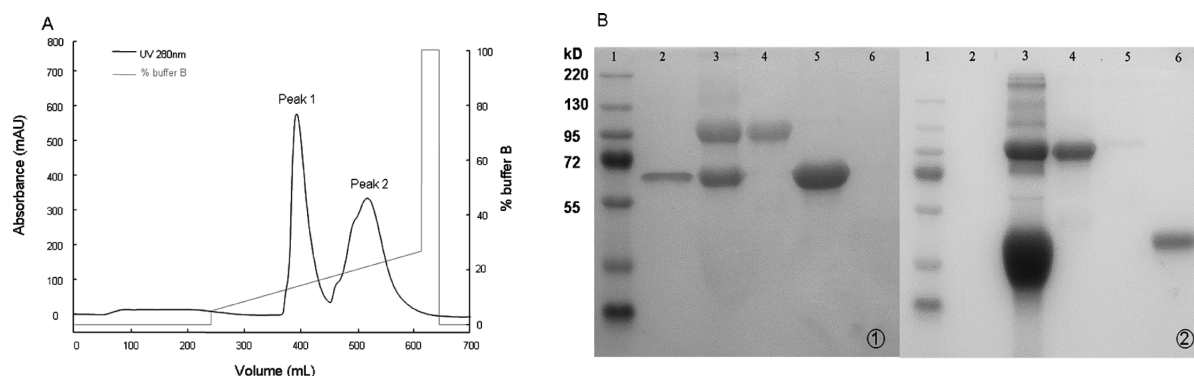 A
Absorbance (mAU)
800
700
600
500
400
300
200
100
0
UV 280nm
% buffer B
Peak 1
Peak 2
100
80
60
40
20
0
% buffer B
0 100 200 300 400 500 600 700
Volume (mL)
B
kD
220
130
95
72
55
1 2 3 4 5 6
①
1 2 3 4 5 6
②